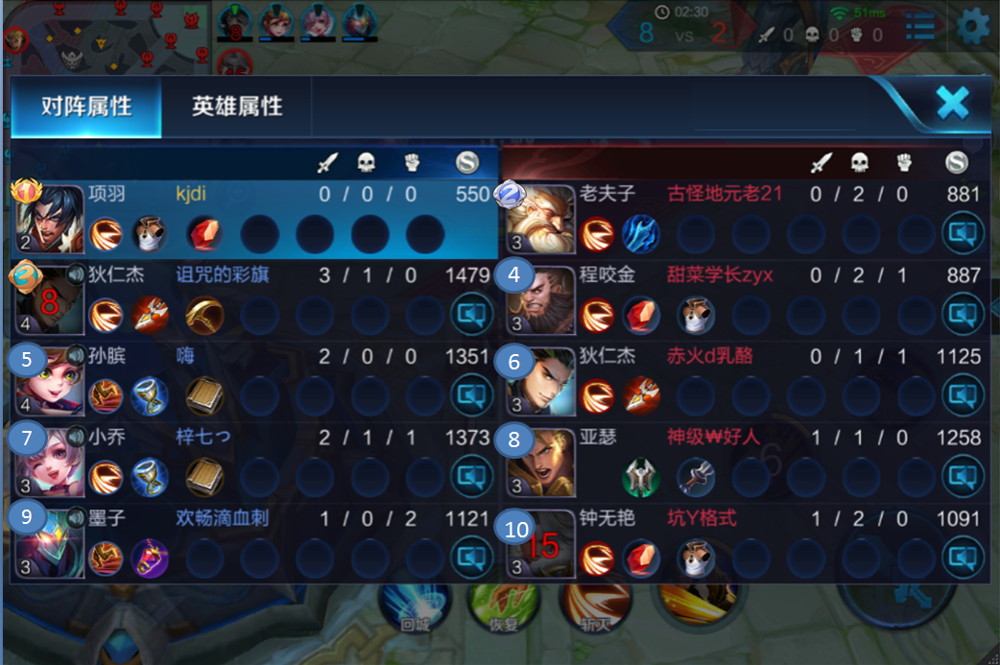 02:30
51ms
8 VS 2
0 0 0
对阵属性 英雄属性
S S
1 项羽 kjdi 0 / 0 / 0 550
2
2 老夫子 古怪地元老21 0 / 2 / 0 881
3
3 狄仁杰 诅咒的彩旗 3 / 1 / 0 1479
8
4
4 程咬金 甜菜学长zyx 0 / 2 / 1 887
3
5 孙膑 嗨 2 / 0 / 0 1351
4
6 狄仁杰 赤火d乳酪 0 / 1 / 1 1125
3
7 小乔 梓七っ 2 / 1 / 1 1373
3
8 亚瑟 神级₩好人 1 / 1 / 0 1258
3
9 墨子 欢畅滴血刺 1 / 0 / 2 1121
3
10 钟无艳 坑Y格式 1 / 2 / 0 1091
15
3
回城 恢复 斩灭